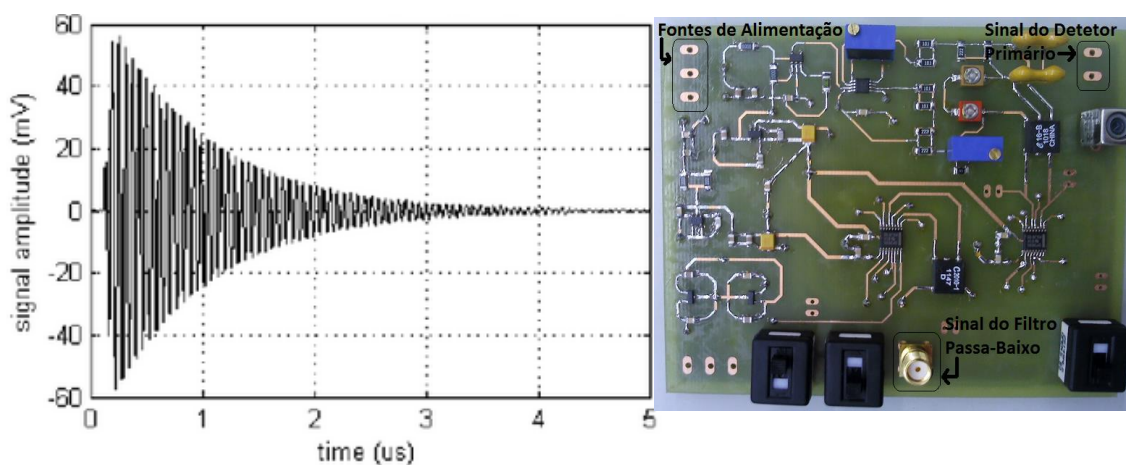 60
40
20
0
-20
-40
-60
signal amplitude (mV)
0 1 2 3 4 5
time (us)
Fontes de Alimentação
Sinal do Detetor
Primário
Sinal do Filtro
Passa-Baixo